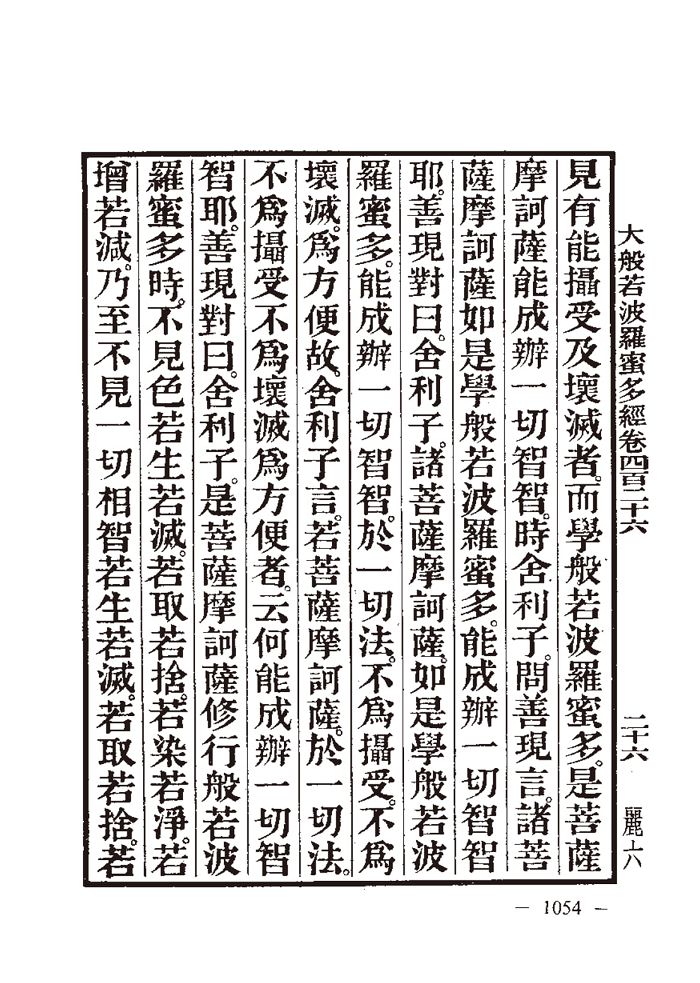 大般若波羅蜜多經卷四百二十六
二十六
麗六
見有能攝受及壞滅者。而學般若波羅蜜多。是菩薩
摩訶薩能成辦一切智智。時舍利子。問善現言。諸菩
薩摩訶薩如是學般若波羅蜜多。能成辦一切智智
耶。善現對曰。舍利子。諸菩薩摩訶薩。如是學般若波
羅蜜多。能成辦一切智智。於一切法。不爲攝受。不爲
壞滅。爲方便故。舍利子言。若菩薩摩訶薩。於一切法。
不爲攝受不爲壞滅爲方便者。云何能成辦一切智
智耶。善現對曰。舍利子。是菩薩摩訶薩修行般若波
羅蜜多時。不見色若生若滅。若取若捨。若染若淨。若
增若減。乃至不見一切相智若生若滅。若取若捨。若
— 1054 —